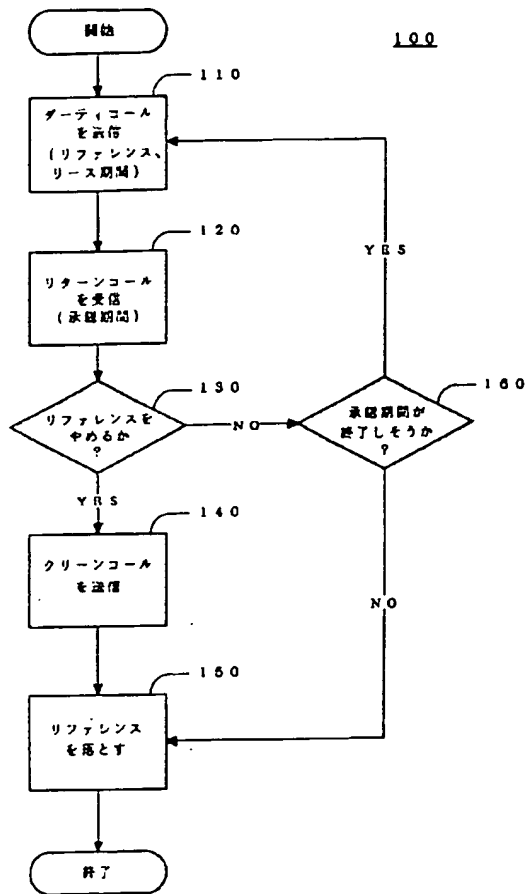 開始
100
110
ダーティコール
を送信
(リファレンス、
リース期間)
YES
120
リターンコール
を受信
(承認期間)
130
リファレンスを
やめるか
?
NO
160
承認期間が
終了しそうか
?
YES
140
クリーンコール
を送信
NO
150
リファレンス
を落とす
終了